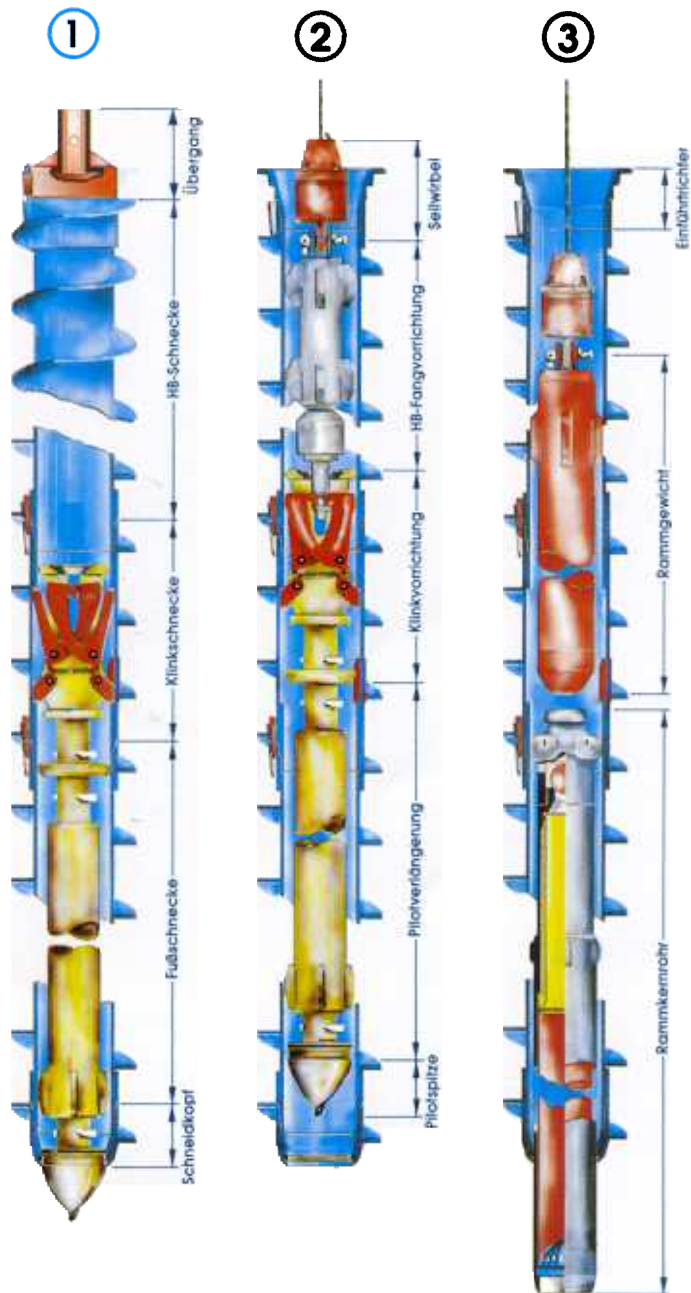 1
2
3
Übergang
HB-Schnecke
Klinkschnecke
Fußschnecke
Schneidkopf
Seilwirbel
HB-Fangvorrichtung
Klinkvorrichtung
Pilotverlängerung
Pilotspitze
Einführtrichter
Rammgewicht
Rammkernrohr